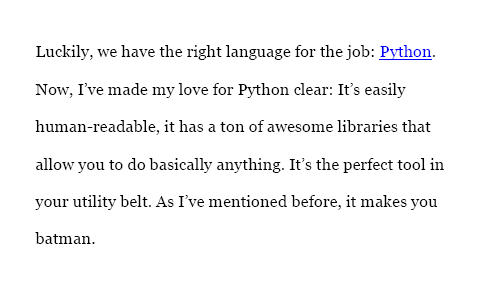 Luckily, we have the right language for the job: Python.
Now, I’ve made my love for Python clear: It’s easily
human-readable, it has a ton of awesome libraries that
allow you to do basically anything. It’s the perfect tool in
your utility belt. As I’ve mentioned before, it makes you
batman.